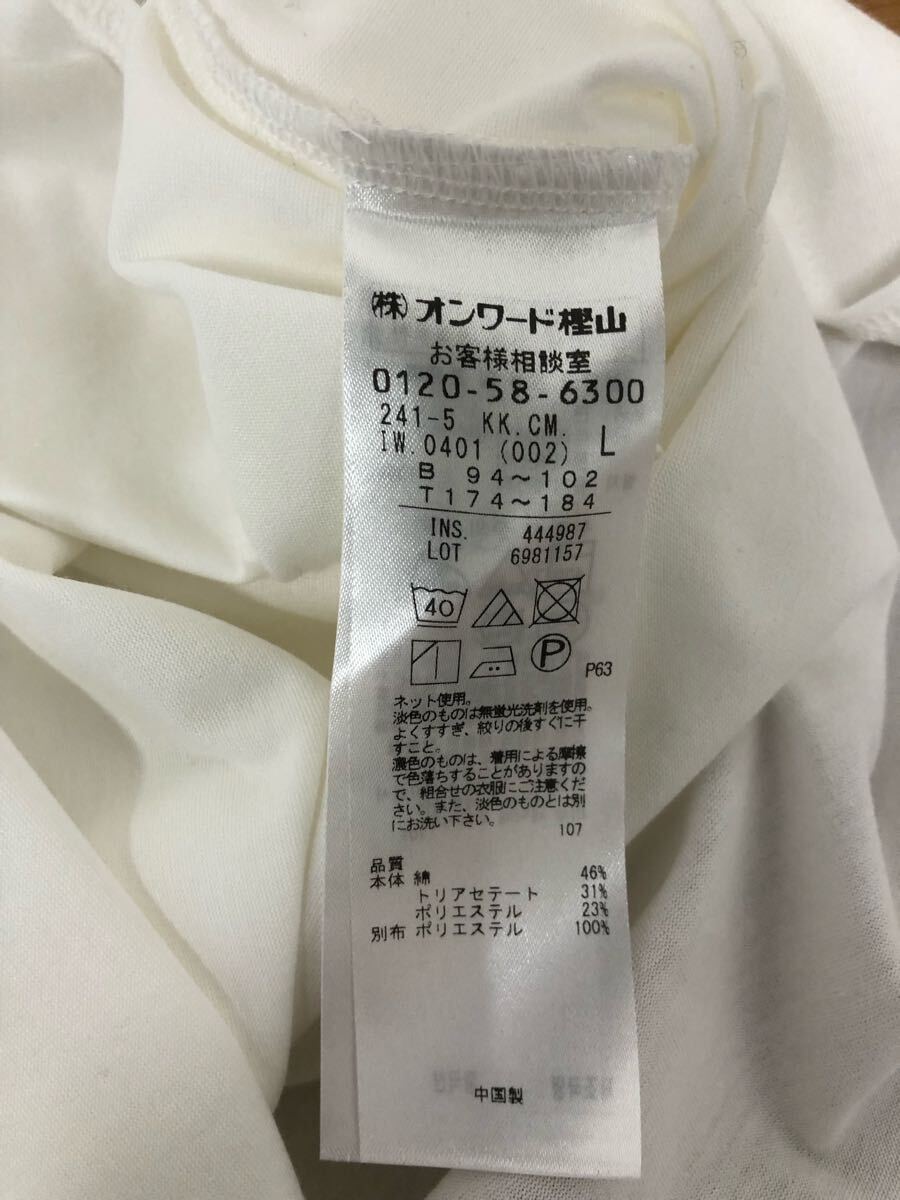 (株)オンワード樫山
お客様相談室
0120-58-6300
241-5 KK.CM.
IW.0401 (002) L
B 94～102
T 174～184
INS. 444987
LOT 6981157
40
P
P63
ネット使用。
淡色のものは無蛍光洗剤を使用。
よくすすぎ、絞りの後すぐに干
すこと。
濃色のものは、着用による摩擦
で色落ちすることがありますの
で、組合せの衣服にご注意くだ
さい。また、淡色のものとは別
にお洗い下さい。
107
品質
本体 綿 46%
トリアセテート 31%
ポリエステル 23%
別布 ポリエステル 100%
中国製